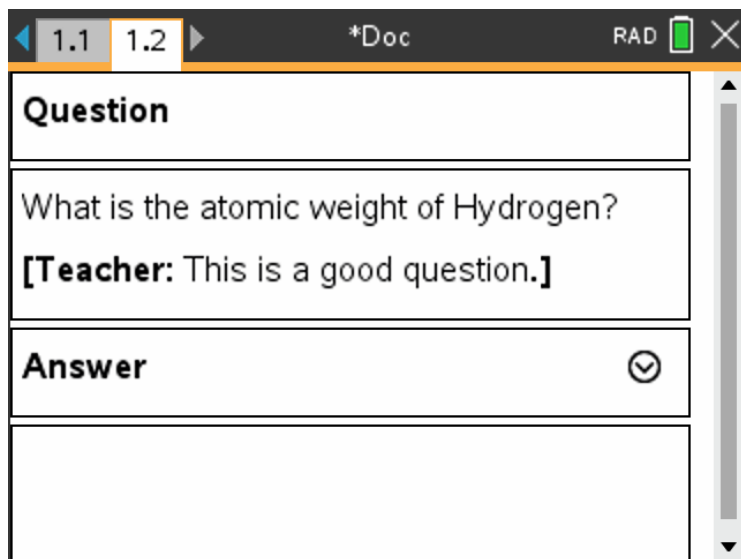 1.1 1.2 *Doc RAD
Question
What is the atomic weight of Hydrogen?
[Teacher: This is a good question.]
Answer